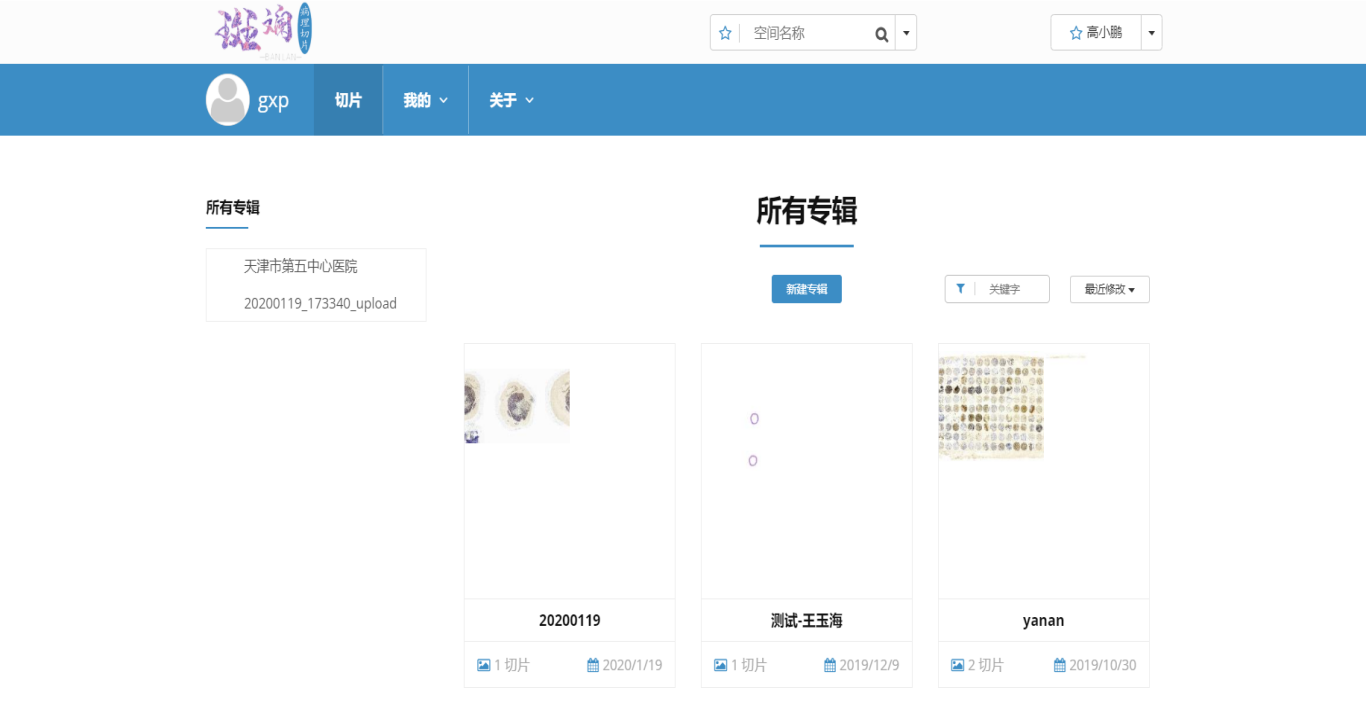 斑斓
病理切片
空间名称
高小鹏
gxp
切片
我的
关于
所有专辑
天津市第五中心医院
20200119_173340_upload
所有专辑
新建专辑
关键字
最近修改
20200119
1 切片
2020/1/19
测试-王玉海
1 切片
2019/12/9
yanan
2 切片
2019/10/30